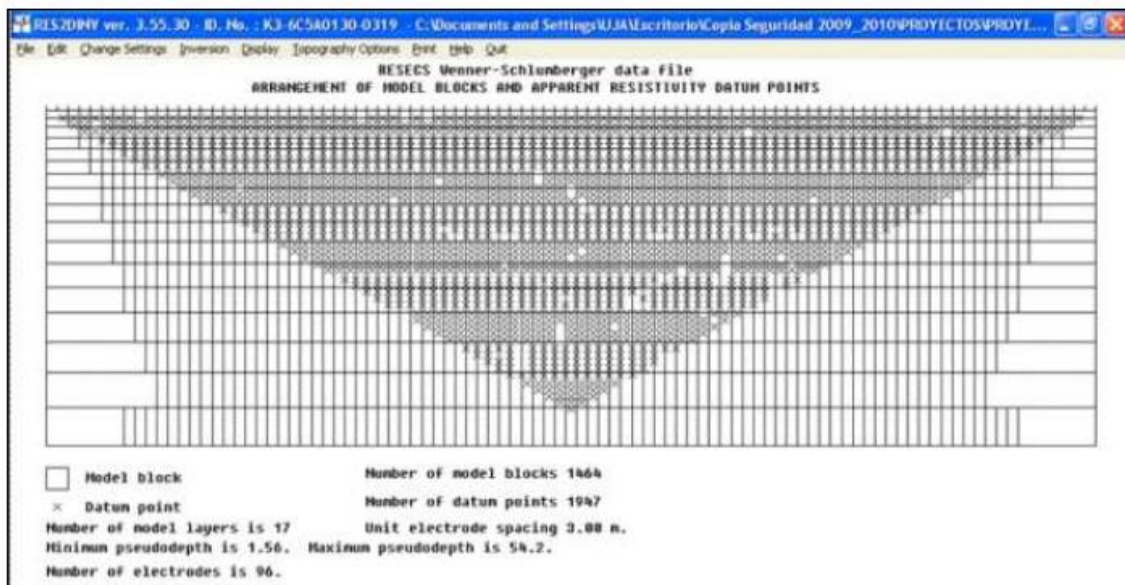 RES2DINV ver. 3.55.30 - ID. No. : K3-6C5A0130-0319 - C:\Documents and Settings\UJA\Escritorio\Copia Seguridad 2009_2010\PROYECTOS\PROYE...
File Edit Change Settings Inversion Display Topography Options Print Help Quit
RESECS Wenner-Schlumberger data file
ARRANGEMENT OF MODEL BLOCKS AND APPARENT RESISTIVITY DATUM POINTS
Model block Number of model blocks 1464
Datum point Number of datum points 1947
Number of model layers is 17 Unit electrode spacing 3.00 m.
Minimum pseudodepth is 1.56. Maximum pseudodepth is 54.2.
Number of electrodes is 96.